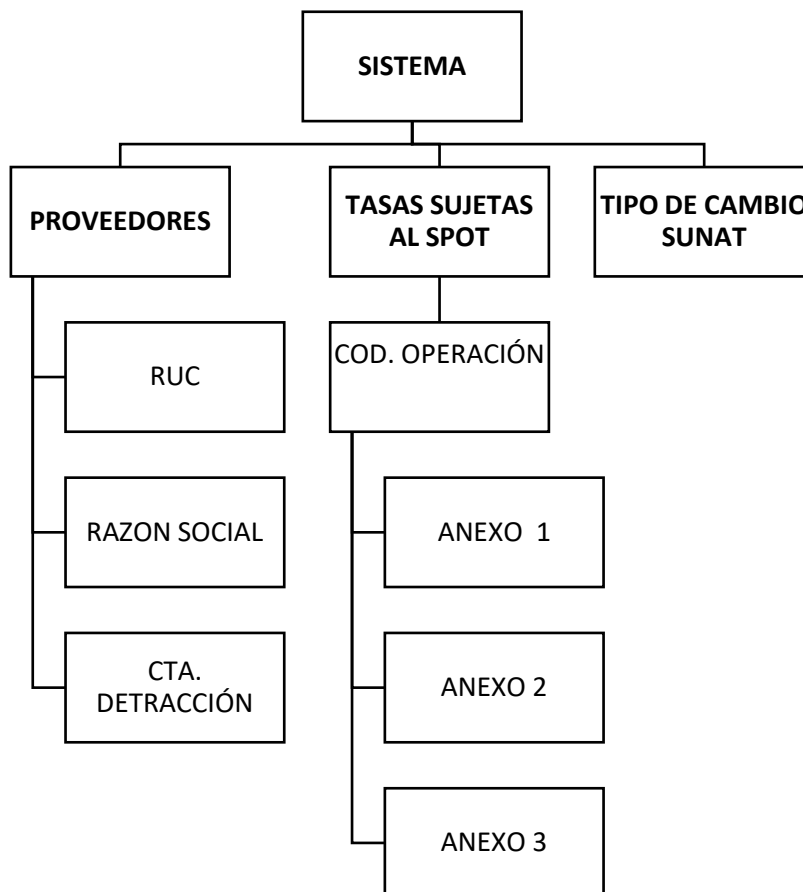 SISTEMA
PROVEEDORES
TASAS SUJETAS
AL SPOT
TIPO DE CAMBIO
SUNAT
RUC
COD. OPERACIÓN
RAZON SOCIAL
ANEXO  1
CTA.
DETRACCIÓN
ANEXO 2
ANEXO 3